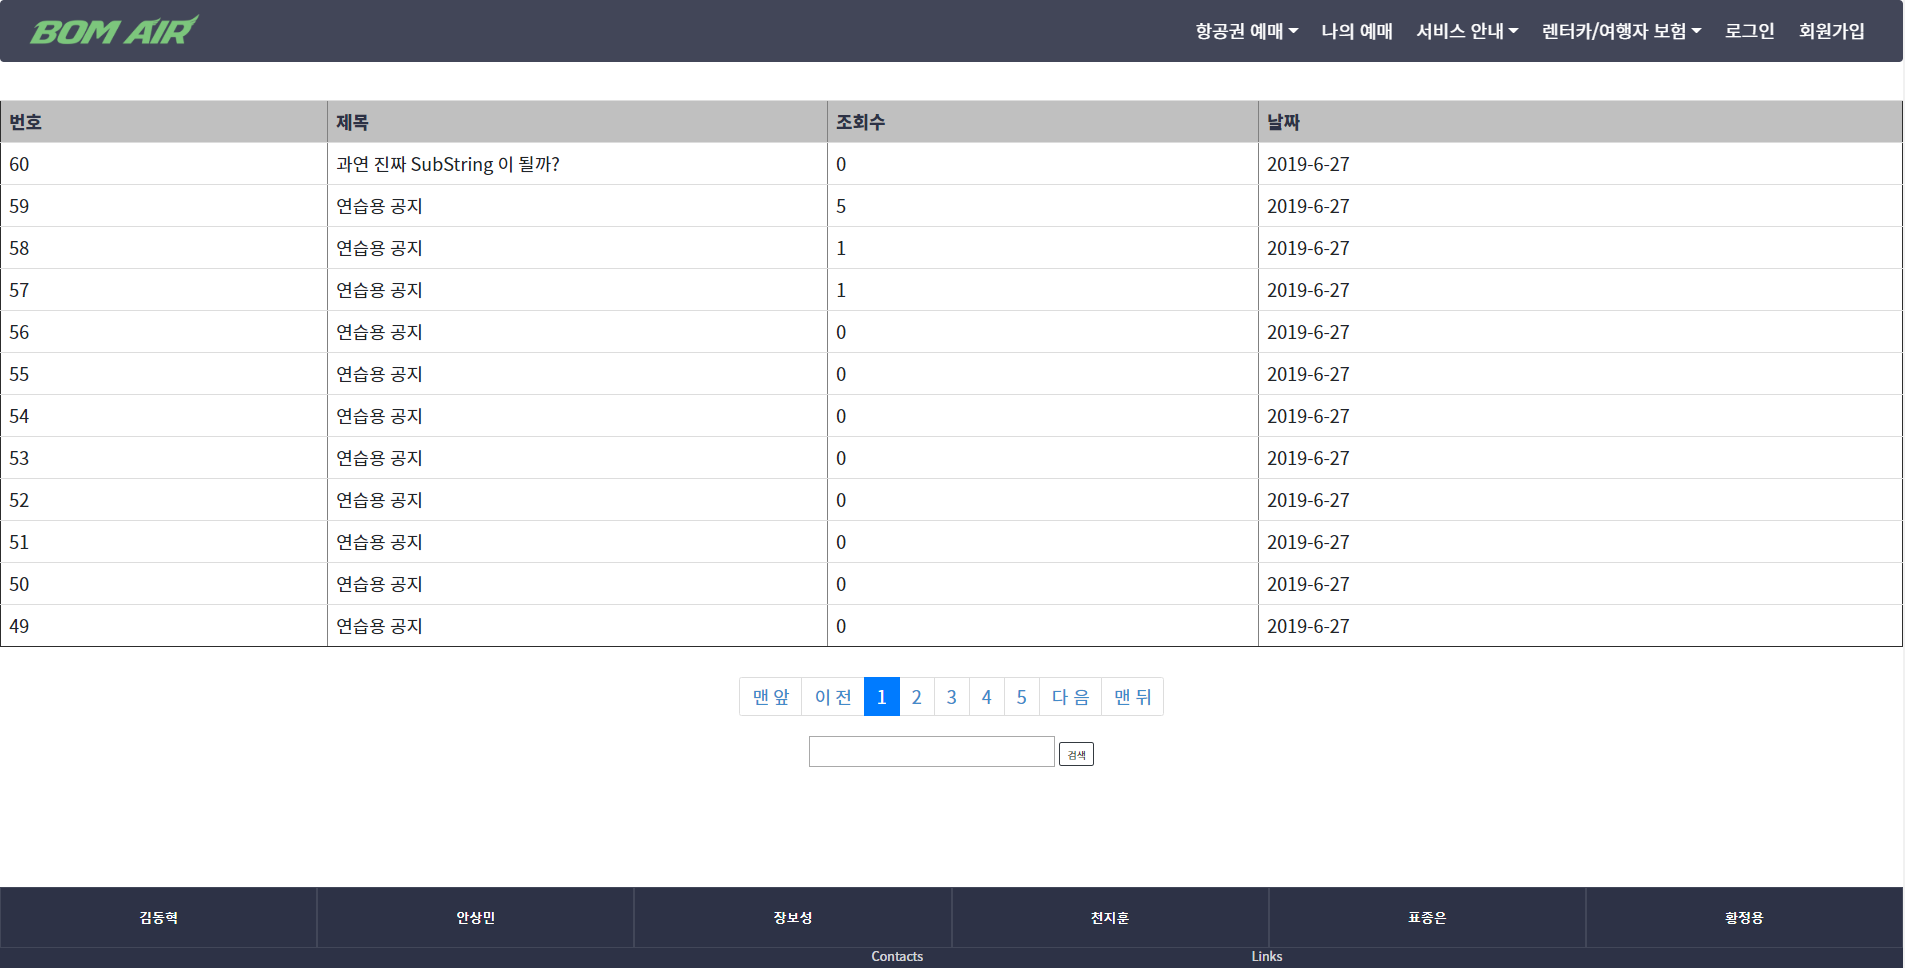 BOM AIR 항공권 예매 나의 예매 서비스 안내 렌터카/여행자 보험 로그인 회원가입
번호 제목 조회수 날짜
60 과연 진짜 SubString 이 될까? 0 2019-6-27
59 연습용 공지 5 2019-6-27
58 연습용 공지 1 2019-6-27
57 연습용 공지 1 2019-6-27
56 연습용 공지 0 2019-6-27
55 연습용 공지 0 2019-6-27
54 연습용 공지 0 2019-6-27
53 연습용 공지 0 2019-6-27
52 연습용 공지 0 2019-6-27
51 연습용 공지 0 2019-6-27
50 연습용 공지 0 2019-6-27
49 연습용 공지 0 2019-6-27
맨 앞 이 전 1 2 3 4 5 다 음 맨 뒤
검색
김동혁 안상민 장보성 천지훈 표종은 황정용
Contacts Links